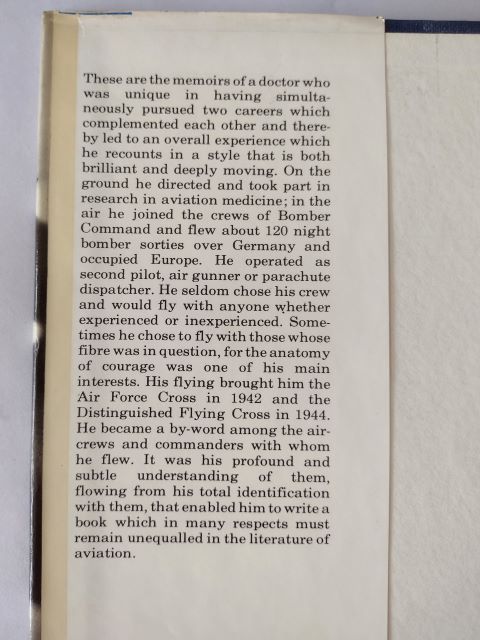 These are the memoirs of a doctor who
was unique in having simulta-
neously pursued two careers which
complemented each other and there-
by led to an overall experience which
he recounts in a style that is both
brilliant and deeply moving. On the
ground he directed and took part in
research in aviation medicine; in the
air he joined the crews of Bomber
Command and flew about 120 night
bomber sorties over Germany and
occupied Europe. He operated as
second pilot, air gunner or parachute
dispatcher. He seldom chose his crew
and would fly with anyone whether
experienced or inexperienced. Some-
times he chose to fly with those whose
fibre was in question, for the anatomy
of courage was one of his main
interests. His flying brought him the
Air Force Cross in 1942 and the
Distinguished Flying Cross in 1944.
He became a by-word among the air-
crews and commanders with whom
he flew. It was his profound and
subtle understanding of them,
flowing from his total identification
with them, that enabled him to write a
book which in many respects must
remain unequalled in the literature of
aviation.